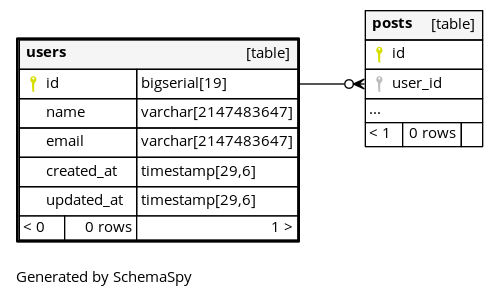 users [table]
id bigserial[19]
name varchar[2147483647]
email varchar[2147483647]
created_at timestamp[29,6]
updated_at timestamp[29,6]
< 0 0 rows 1 >
posts [table]
id
user_id
...
< 1 0 rows
Generated by SchemaSpy